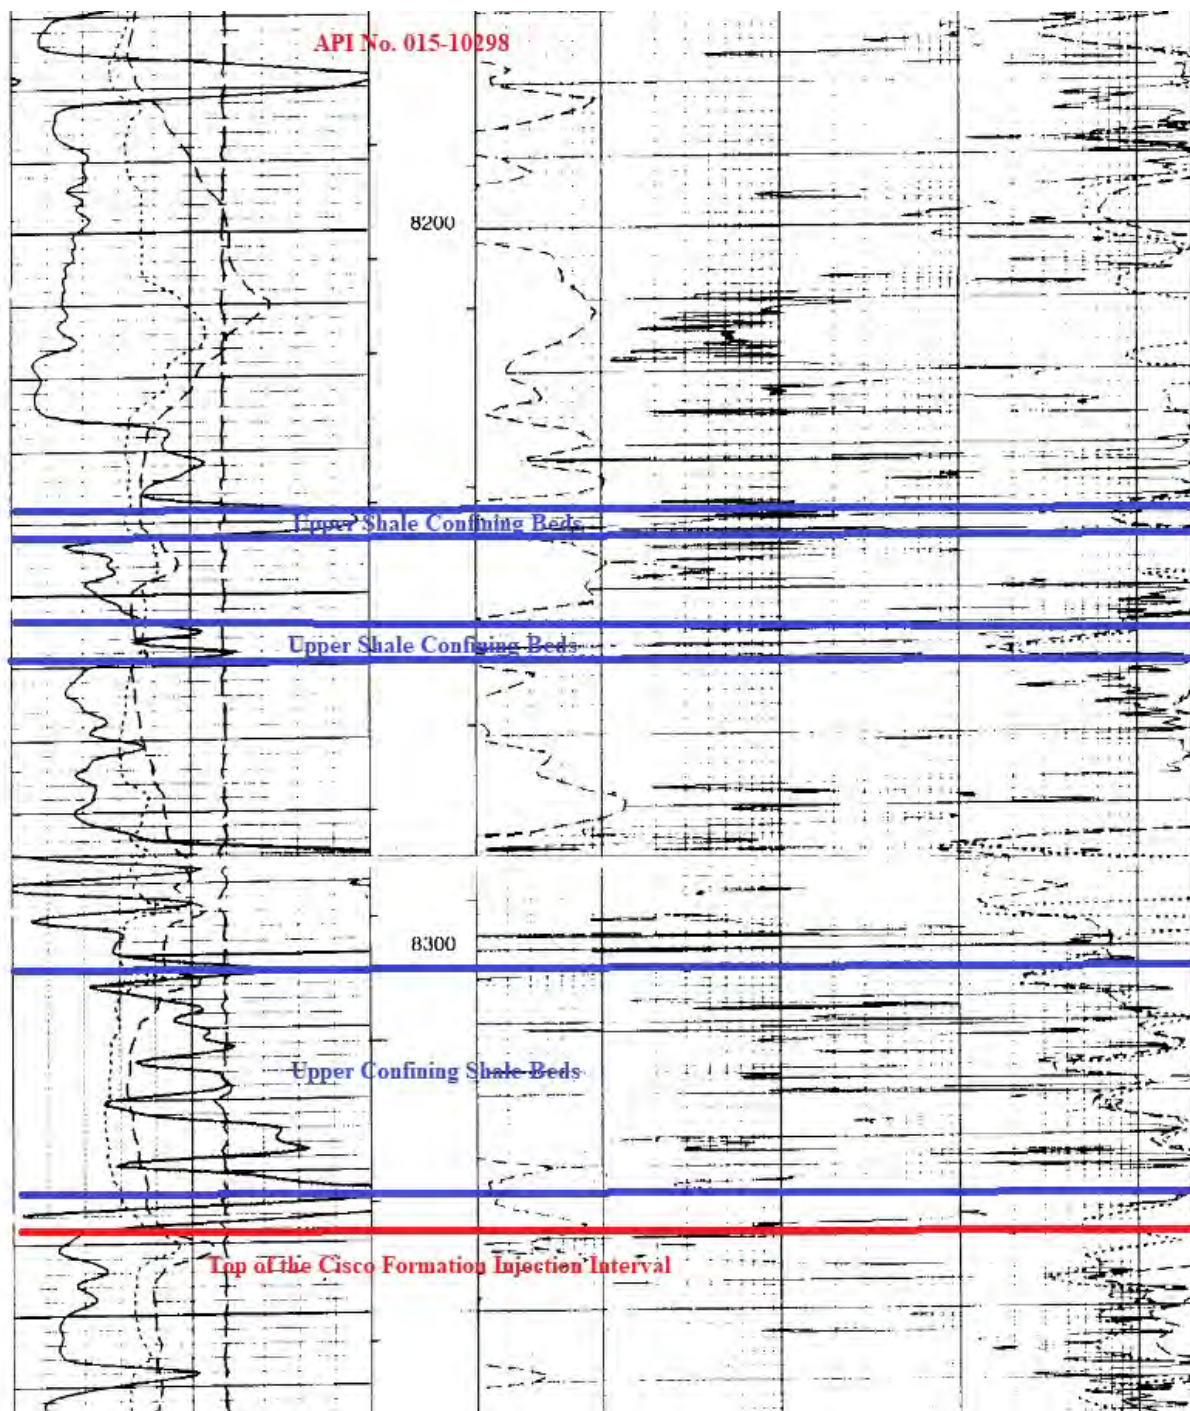 API No. 015-10298
8200
Upper Shale Confining Beds
Upper Shale Confining Beds
8300
Upper Confining Shale Beds
Top of the Cisco Formation Injection Interval